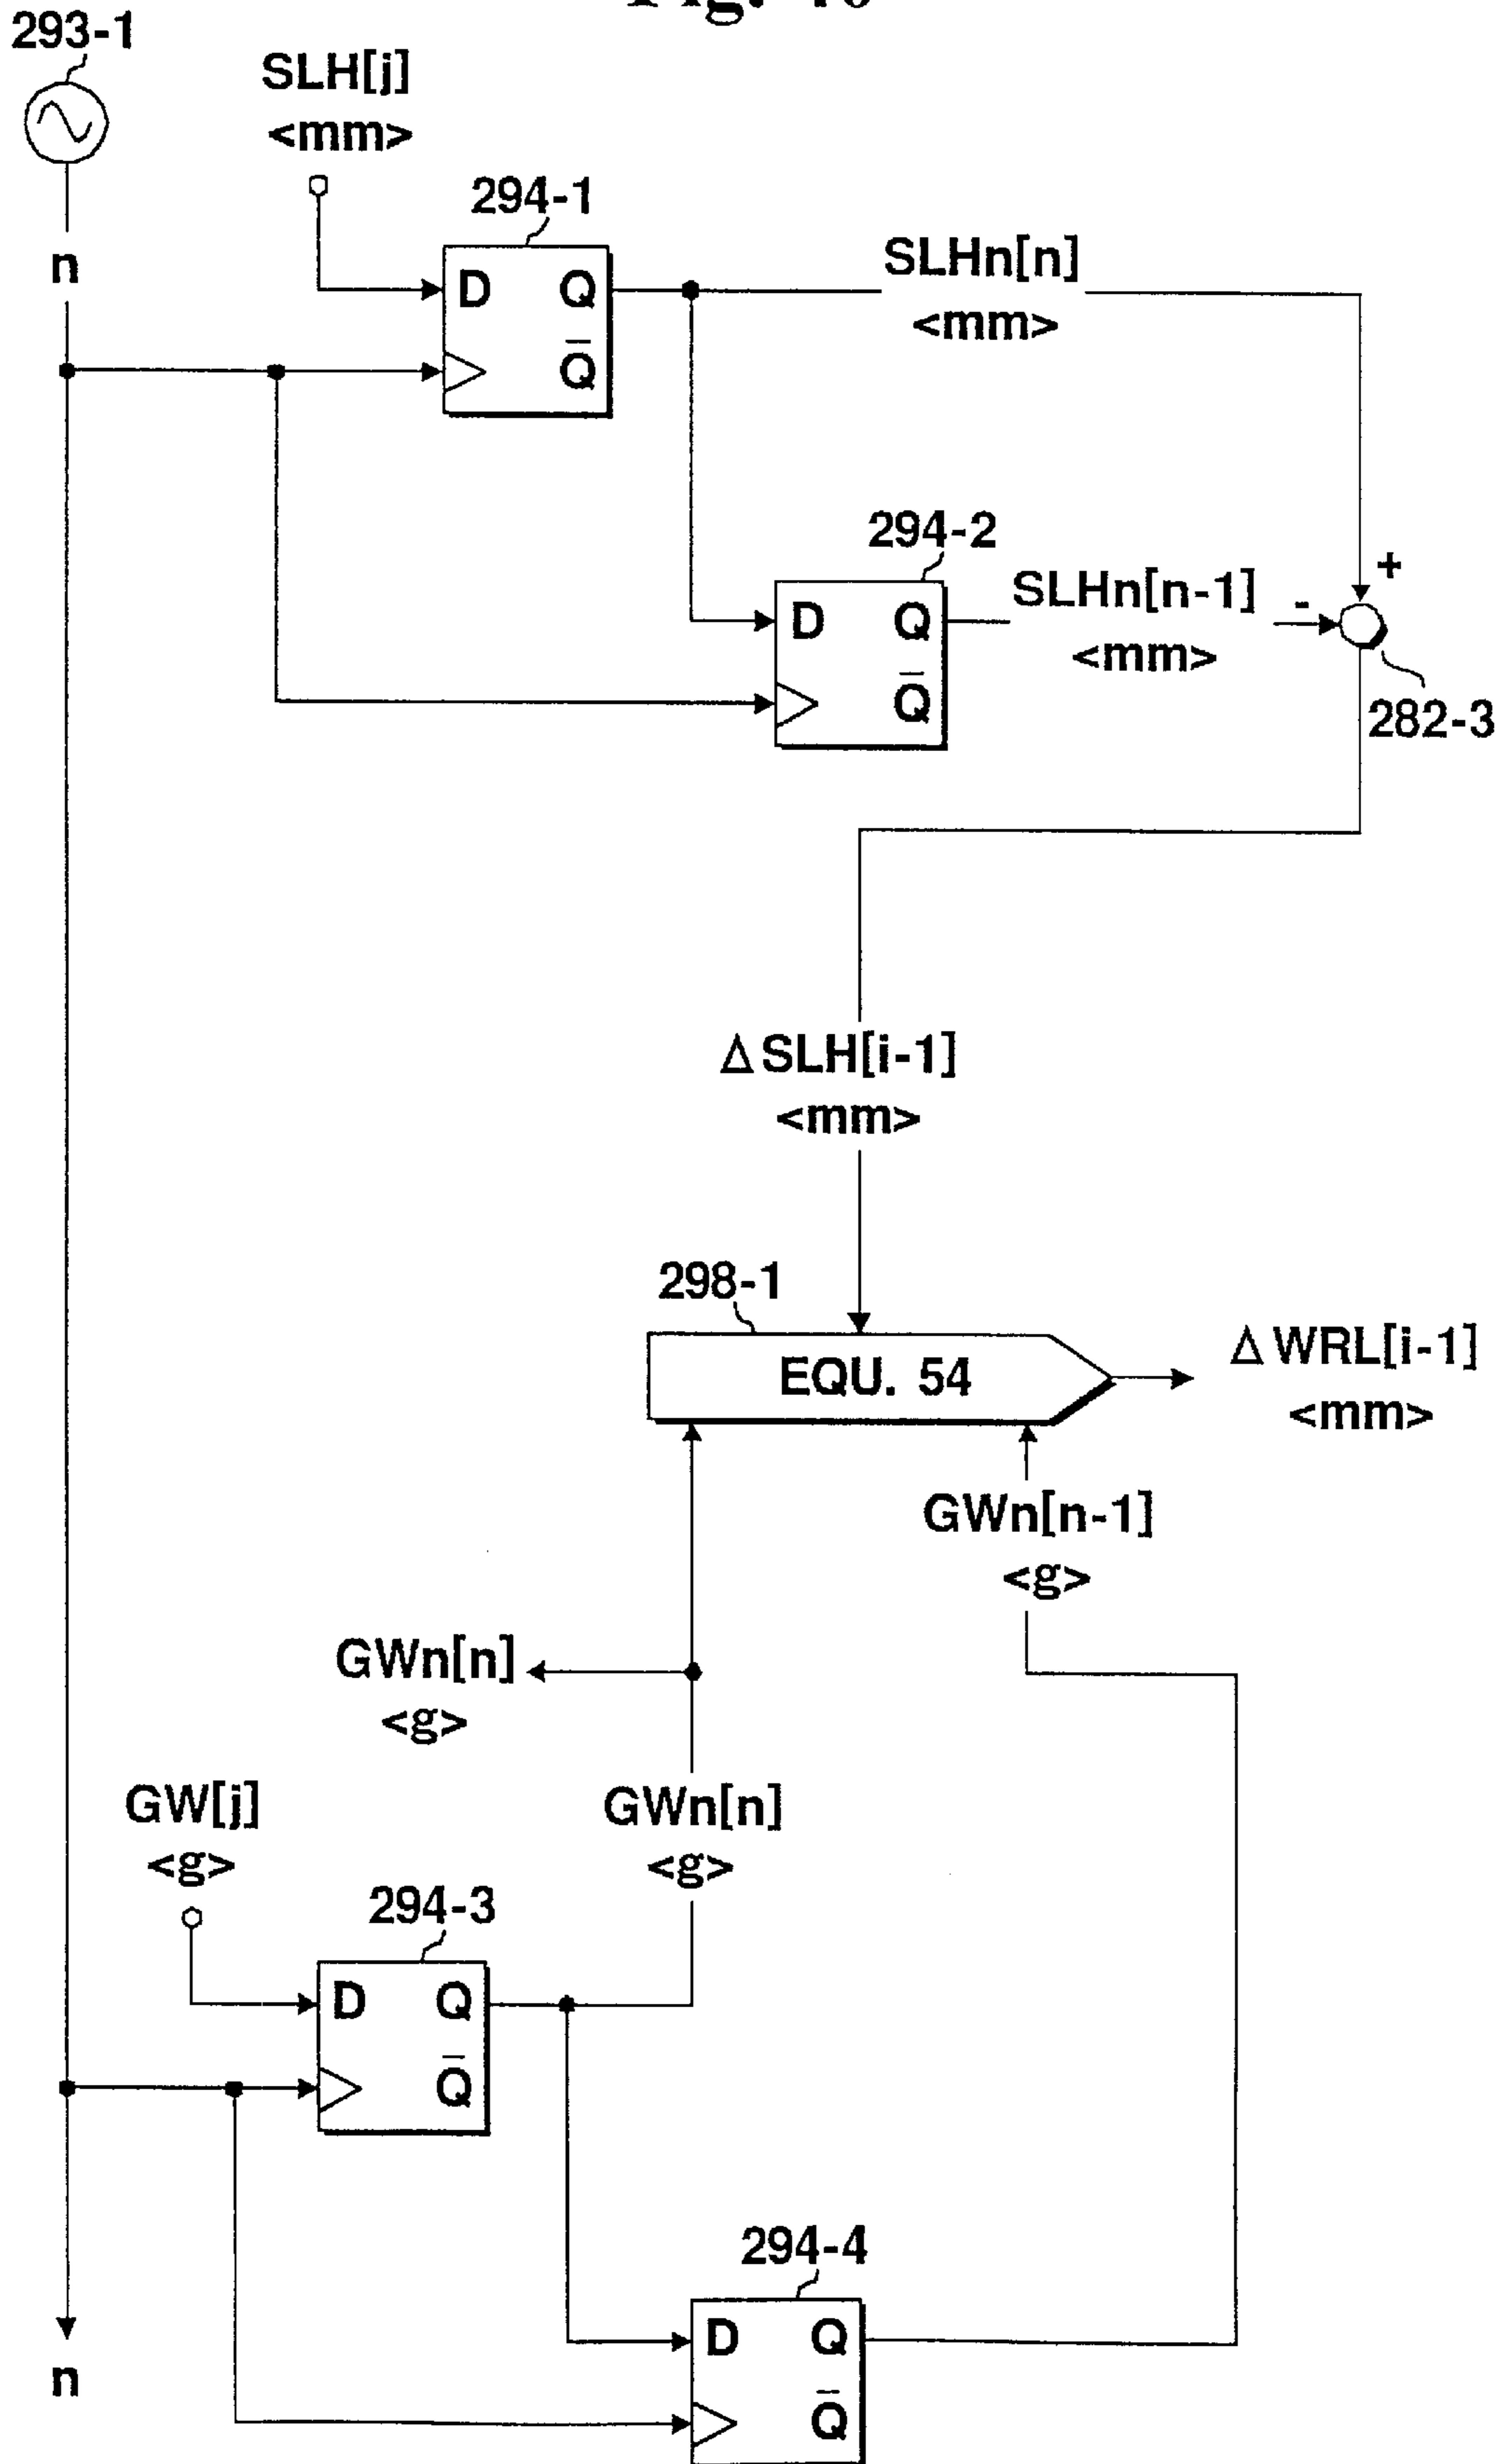 293-1
SLH[j]
<mm>
294-1
n
D Q
Q̅
SLHn[n]
<mm>
294-2
D Q
Q̅
SLHn[n-1]
<mm>
+
-
282-3
ΔSLH[i-1]
<mm>
298-1
EQU. 54
ΔWRL[i-1]
<mm>
GWn[n-1]
<g>
GWn[n]
<g>
GW[j]
<g>
GWn[n]
<g>
294-3
D Q
Q̅
294-4
D Q
Q̅
n